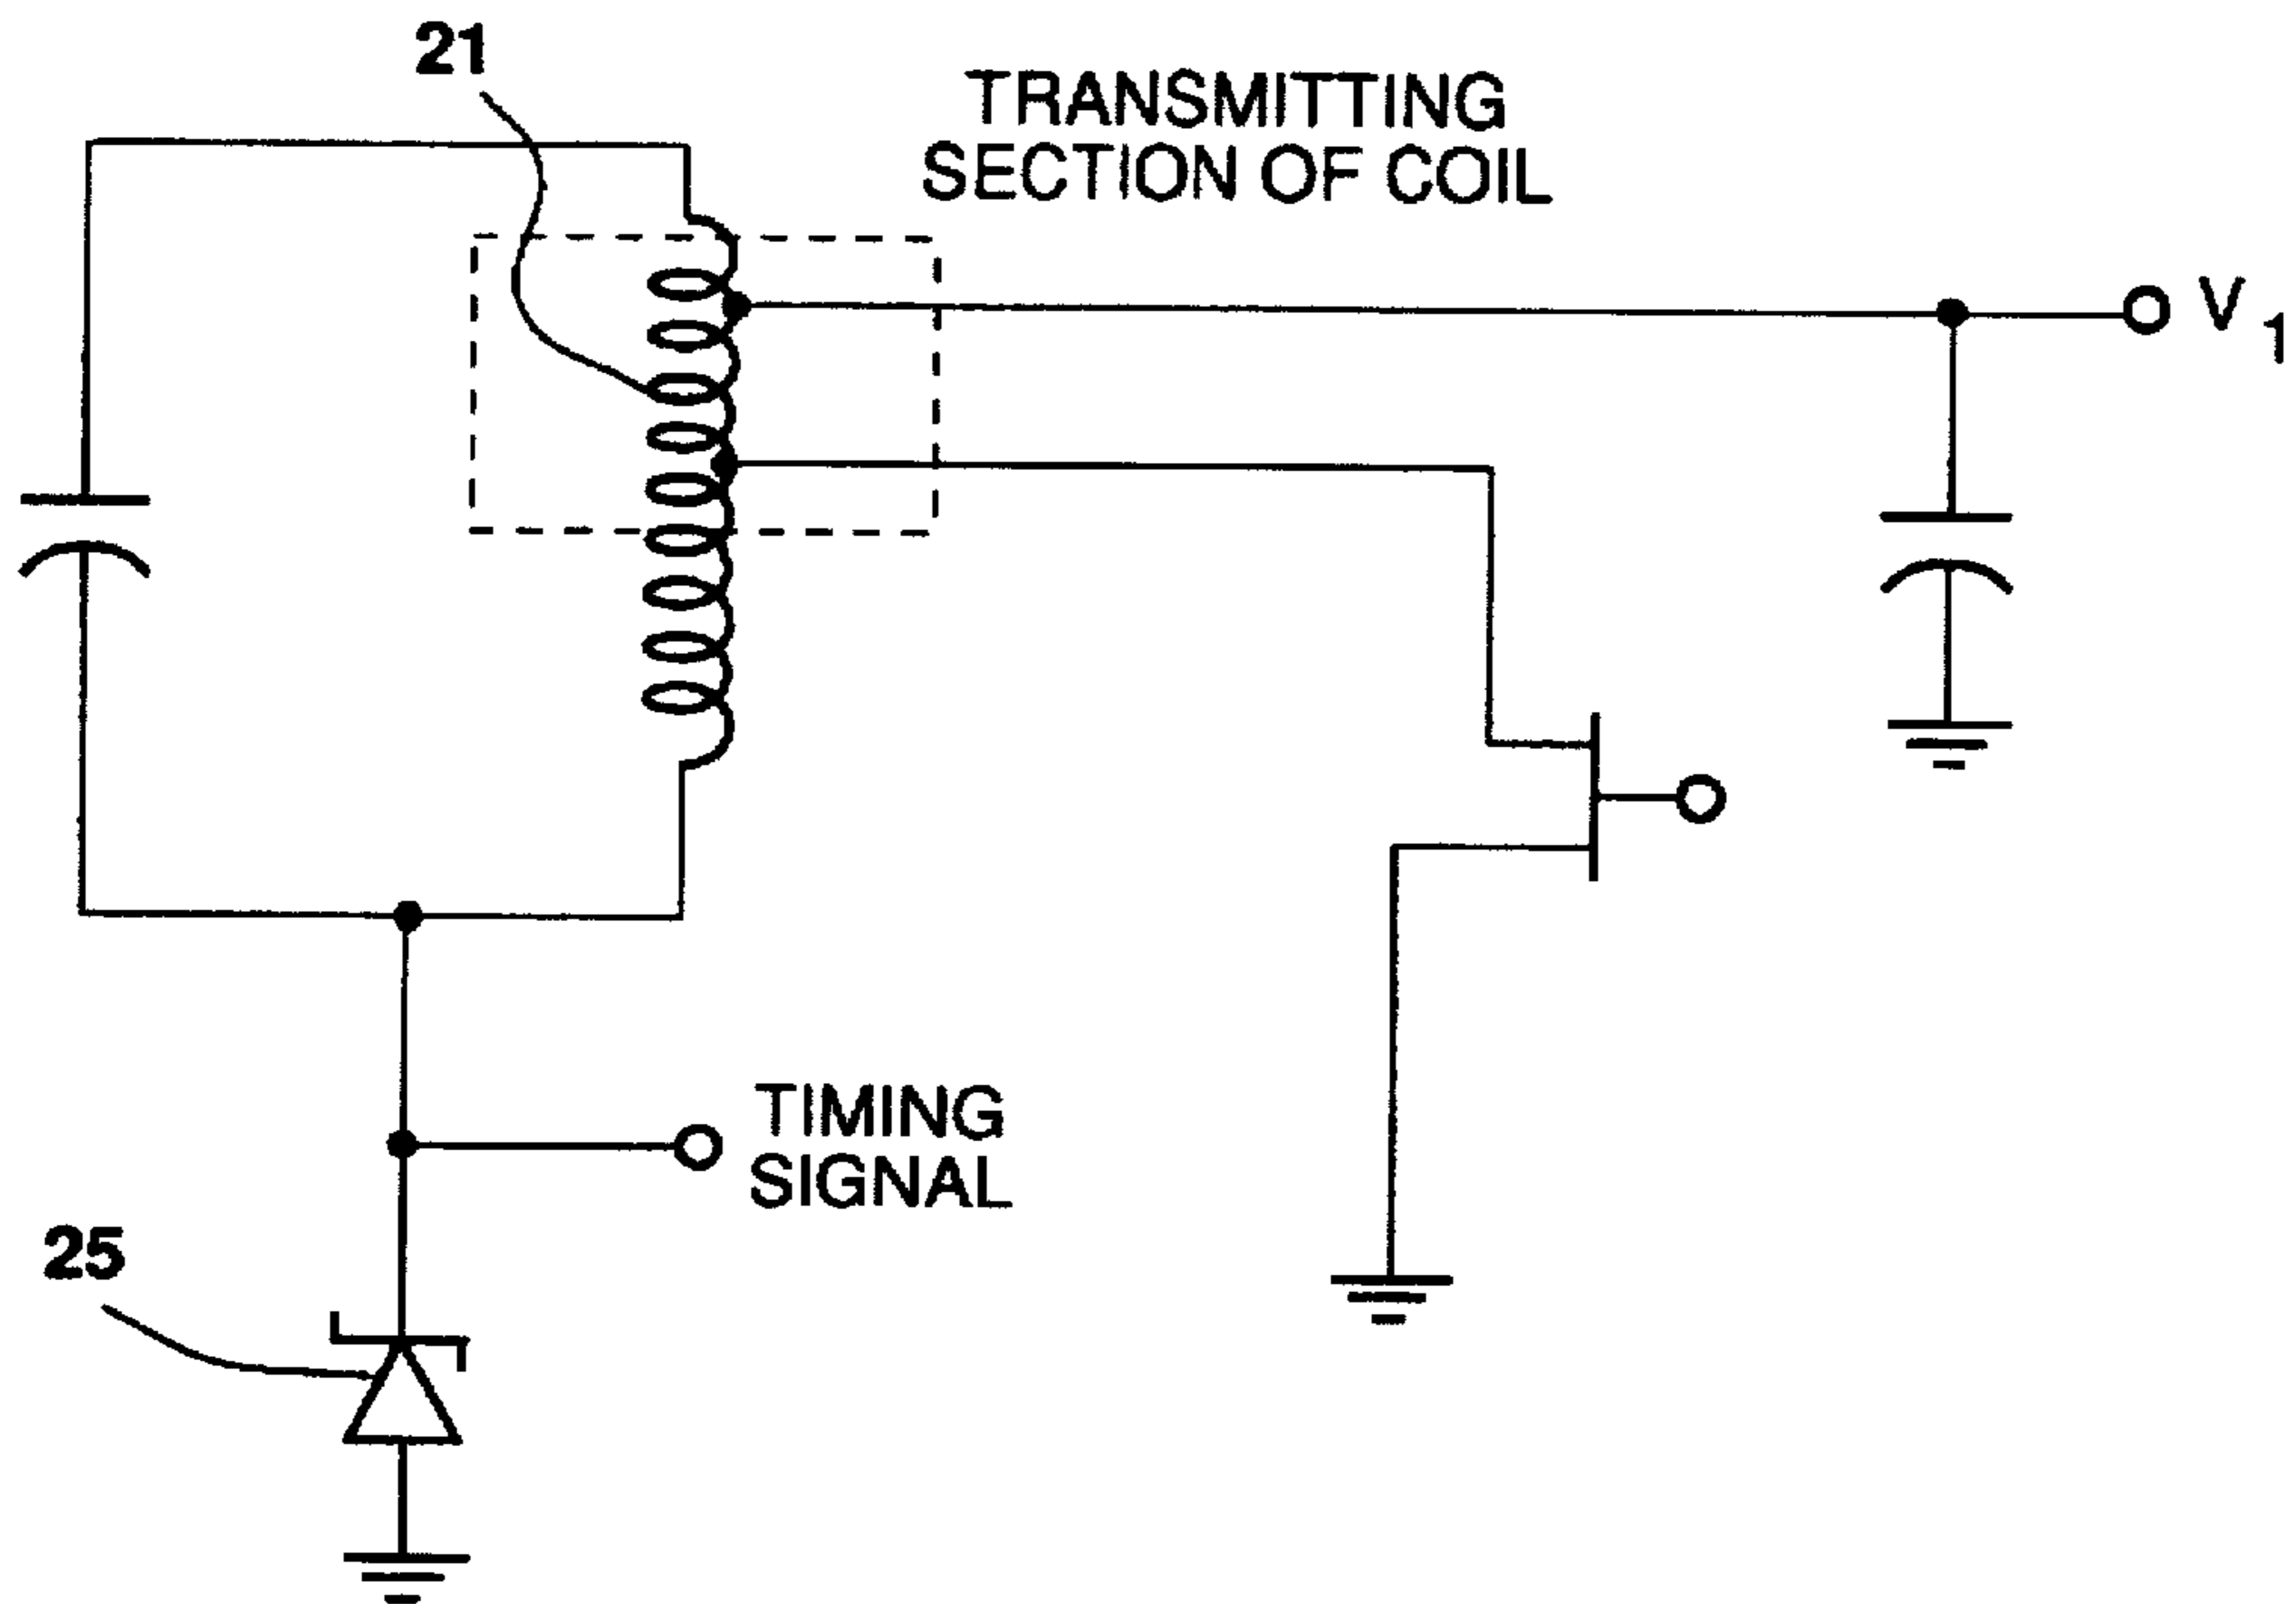 21
TRANSMITTING
SECTION OF COIL
V 1
TIMING
SIGNAL
25